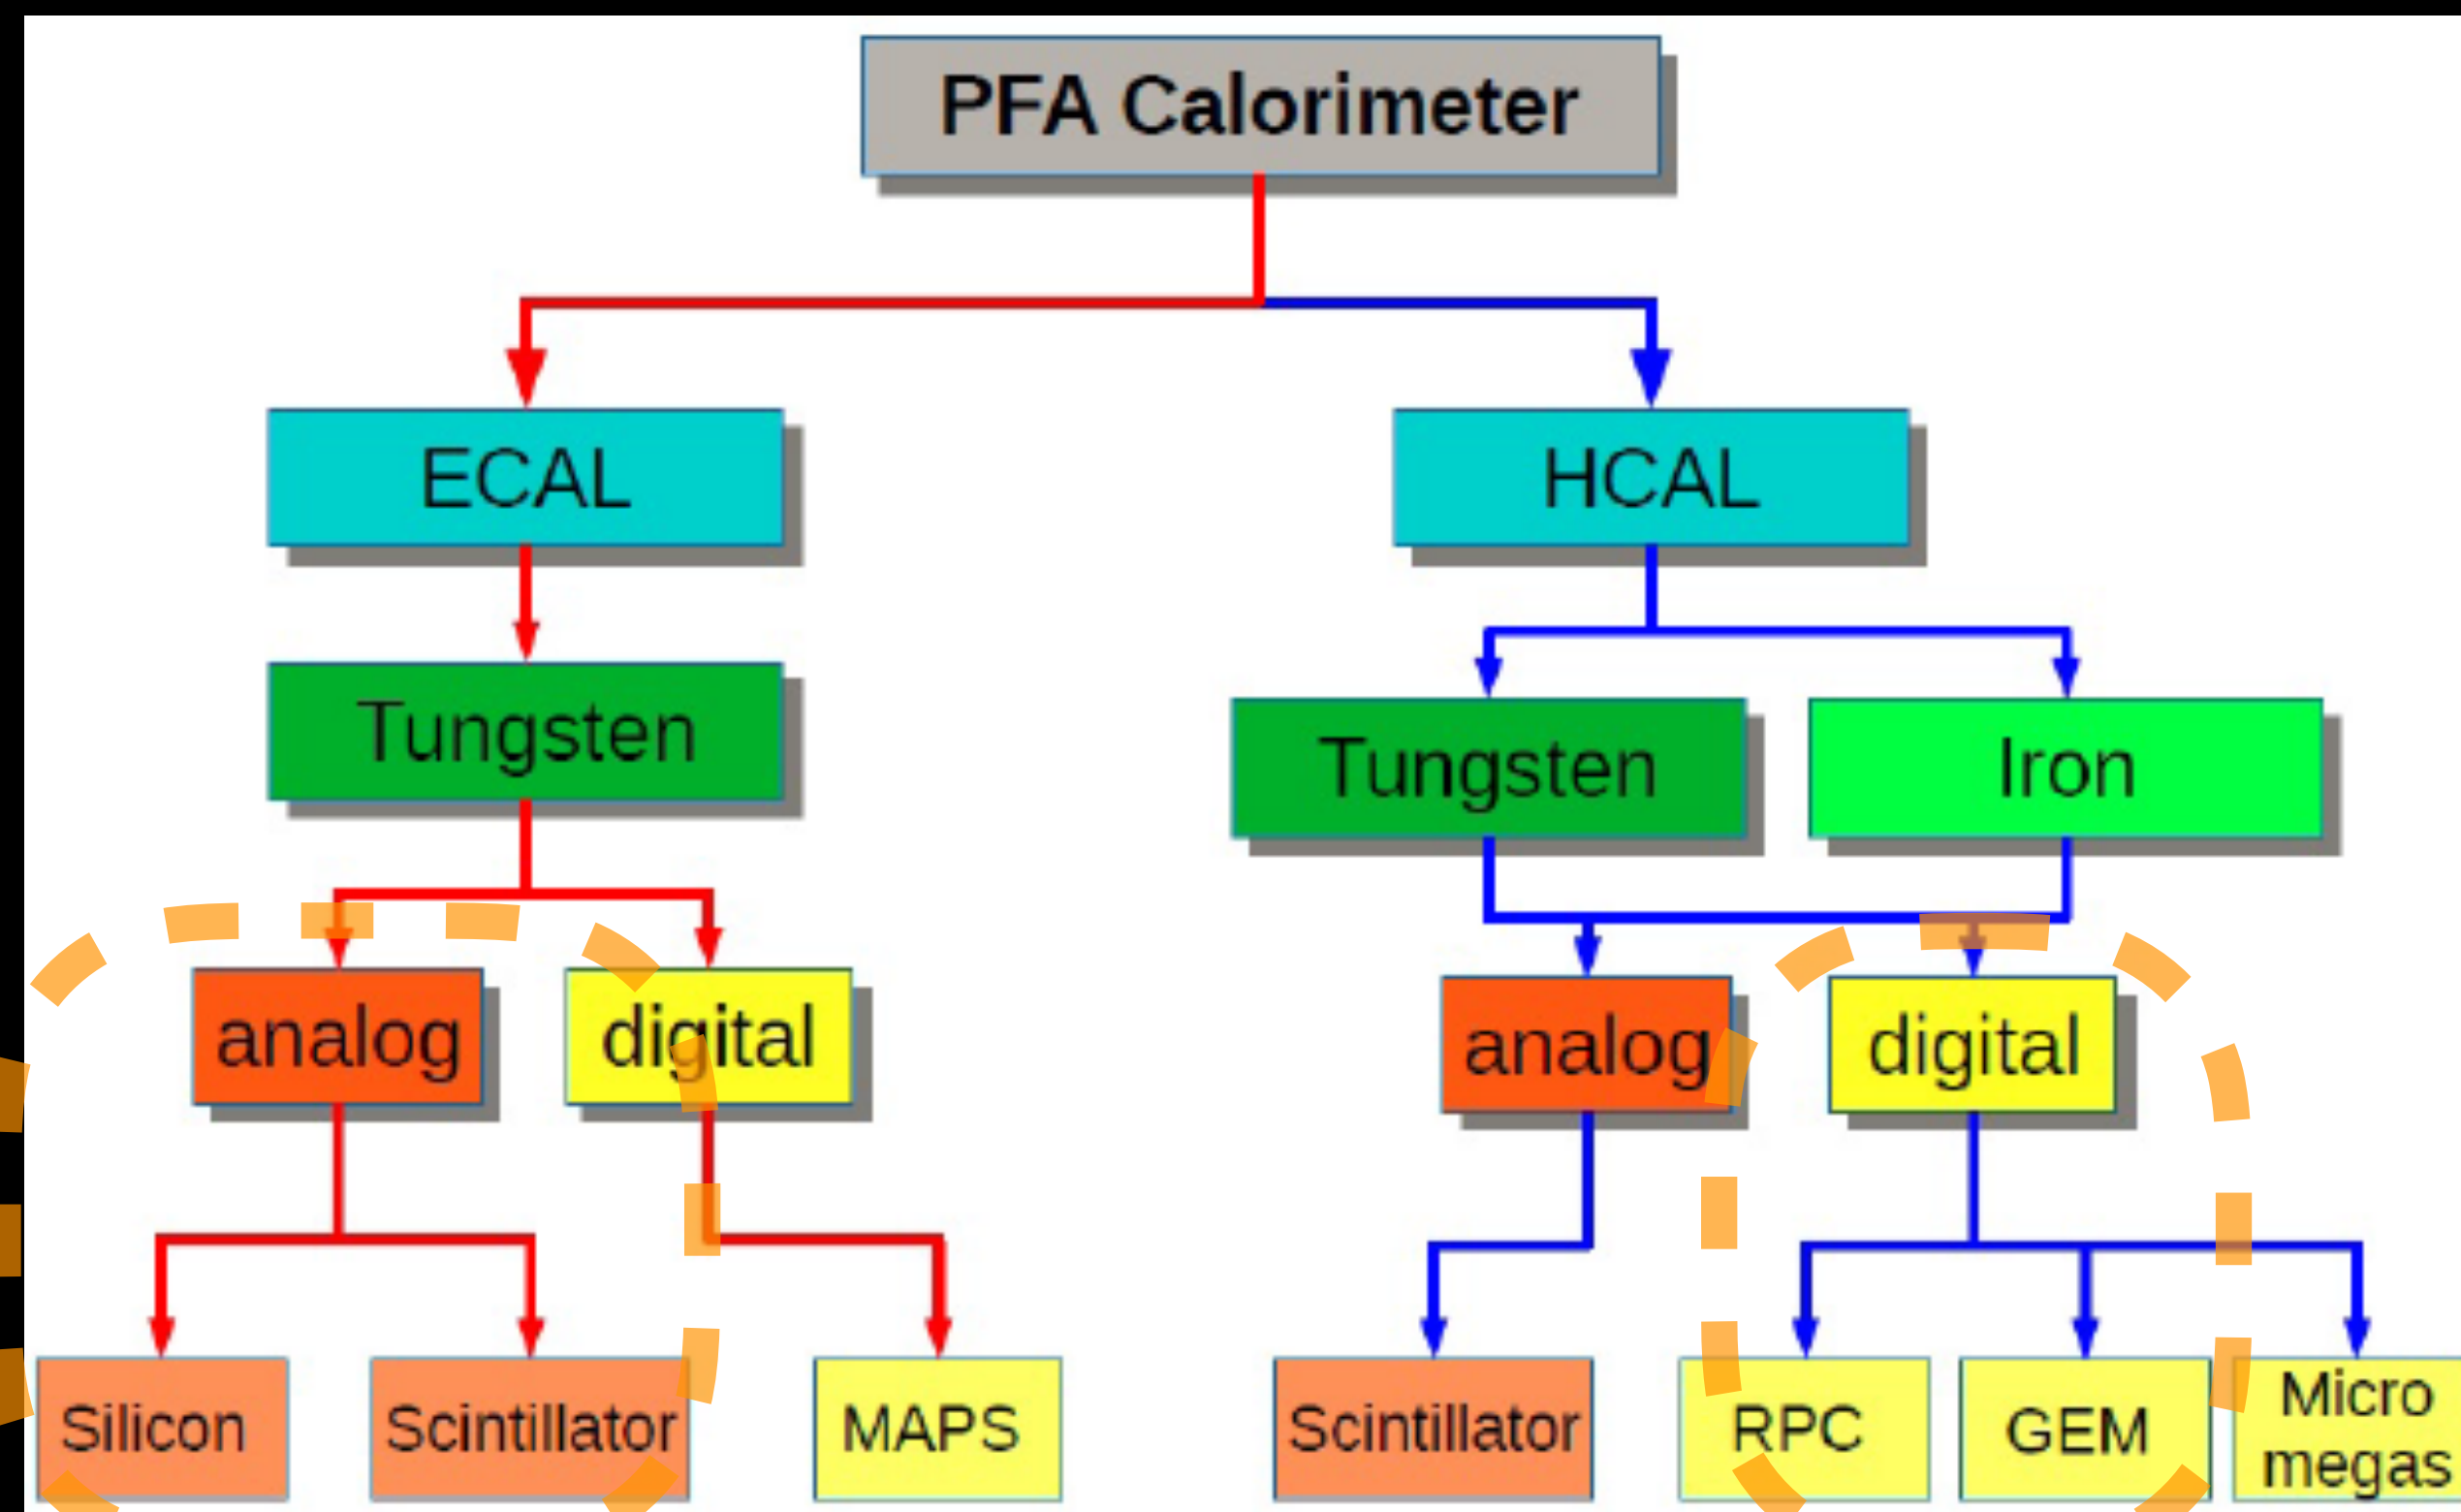 PFA Calorimeter
ECAL
HCAL
Tungsten
Tungsten
Iron
analog
digital
analog
digital
Silicon
Scintillator
MAPS
Scintillator
RPC
GEM
Micro
megas